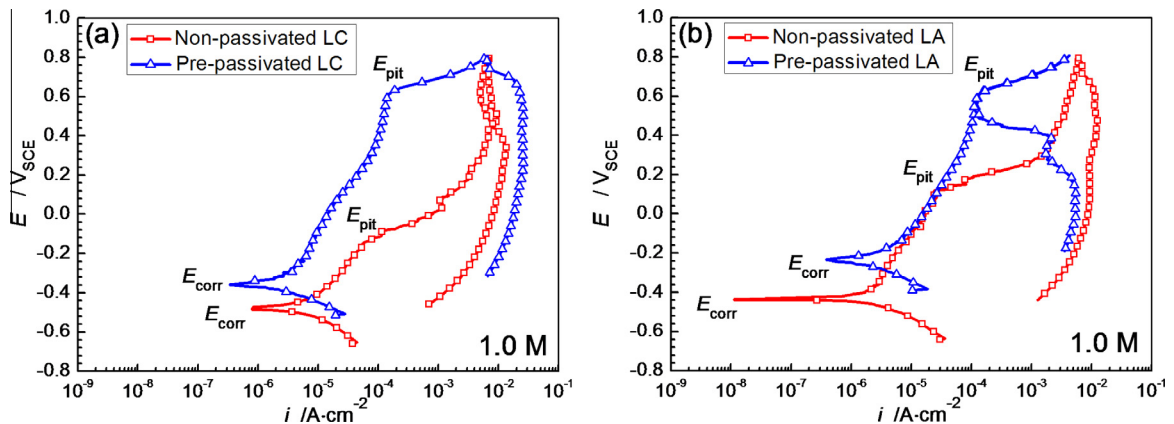 (a)
Non-passivated LC
Pre-passivated LC
E_pit
E_pit
E_corr
E_corr
1.0 M
E / V_SCE
0.8
0.6
0.4
0.2
0.0
-0.2
-0.4
-0.6
-0.8
10^-9 10^-8 10^-7 10^-6 10^-5 10^-4 10^-3 10^-2 10^-1
i /A·cm^-2
(b)
Non-passivated LA
Pre-passivated LA
E_pit
E_pit
E_corr
E_corr
1.0 M
E / V_SCE
0.8
0.6
0.4
0.2
0.0
-0.2
-0.4
-0.6
-0.8
10^-9 10^-8 10^-7 10^-6 10^-5 10^-4 10^-3 10^-2 10^-1
i /A·cm^-2